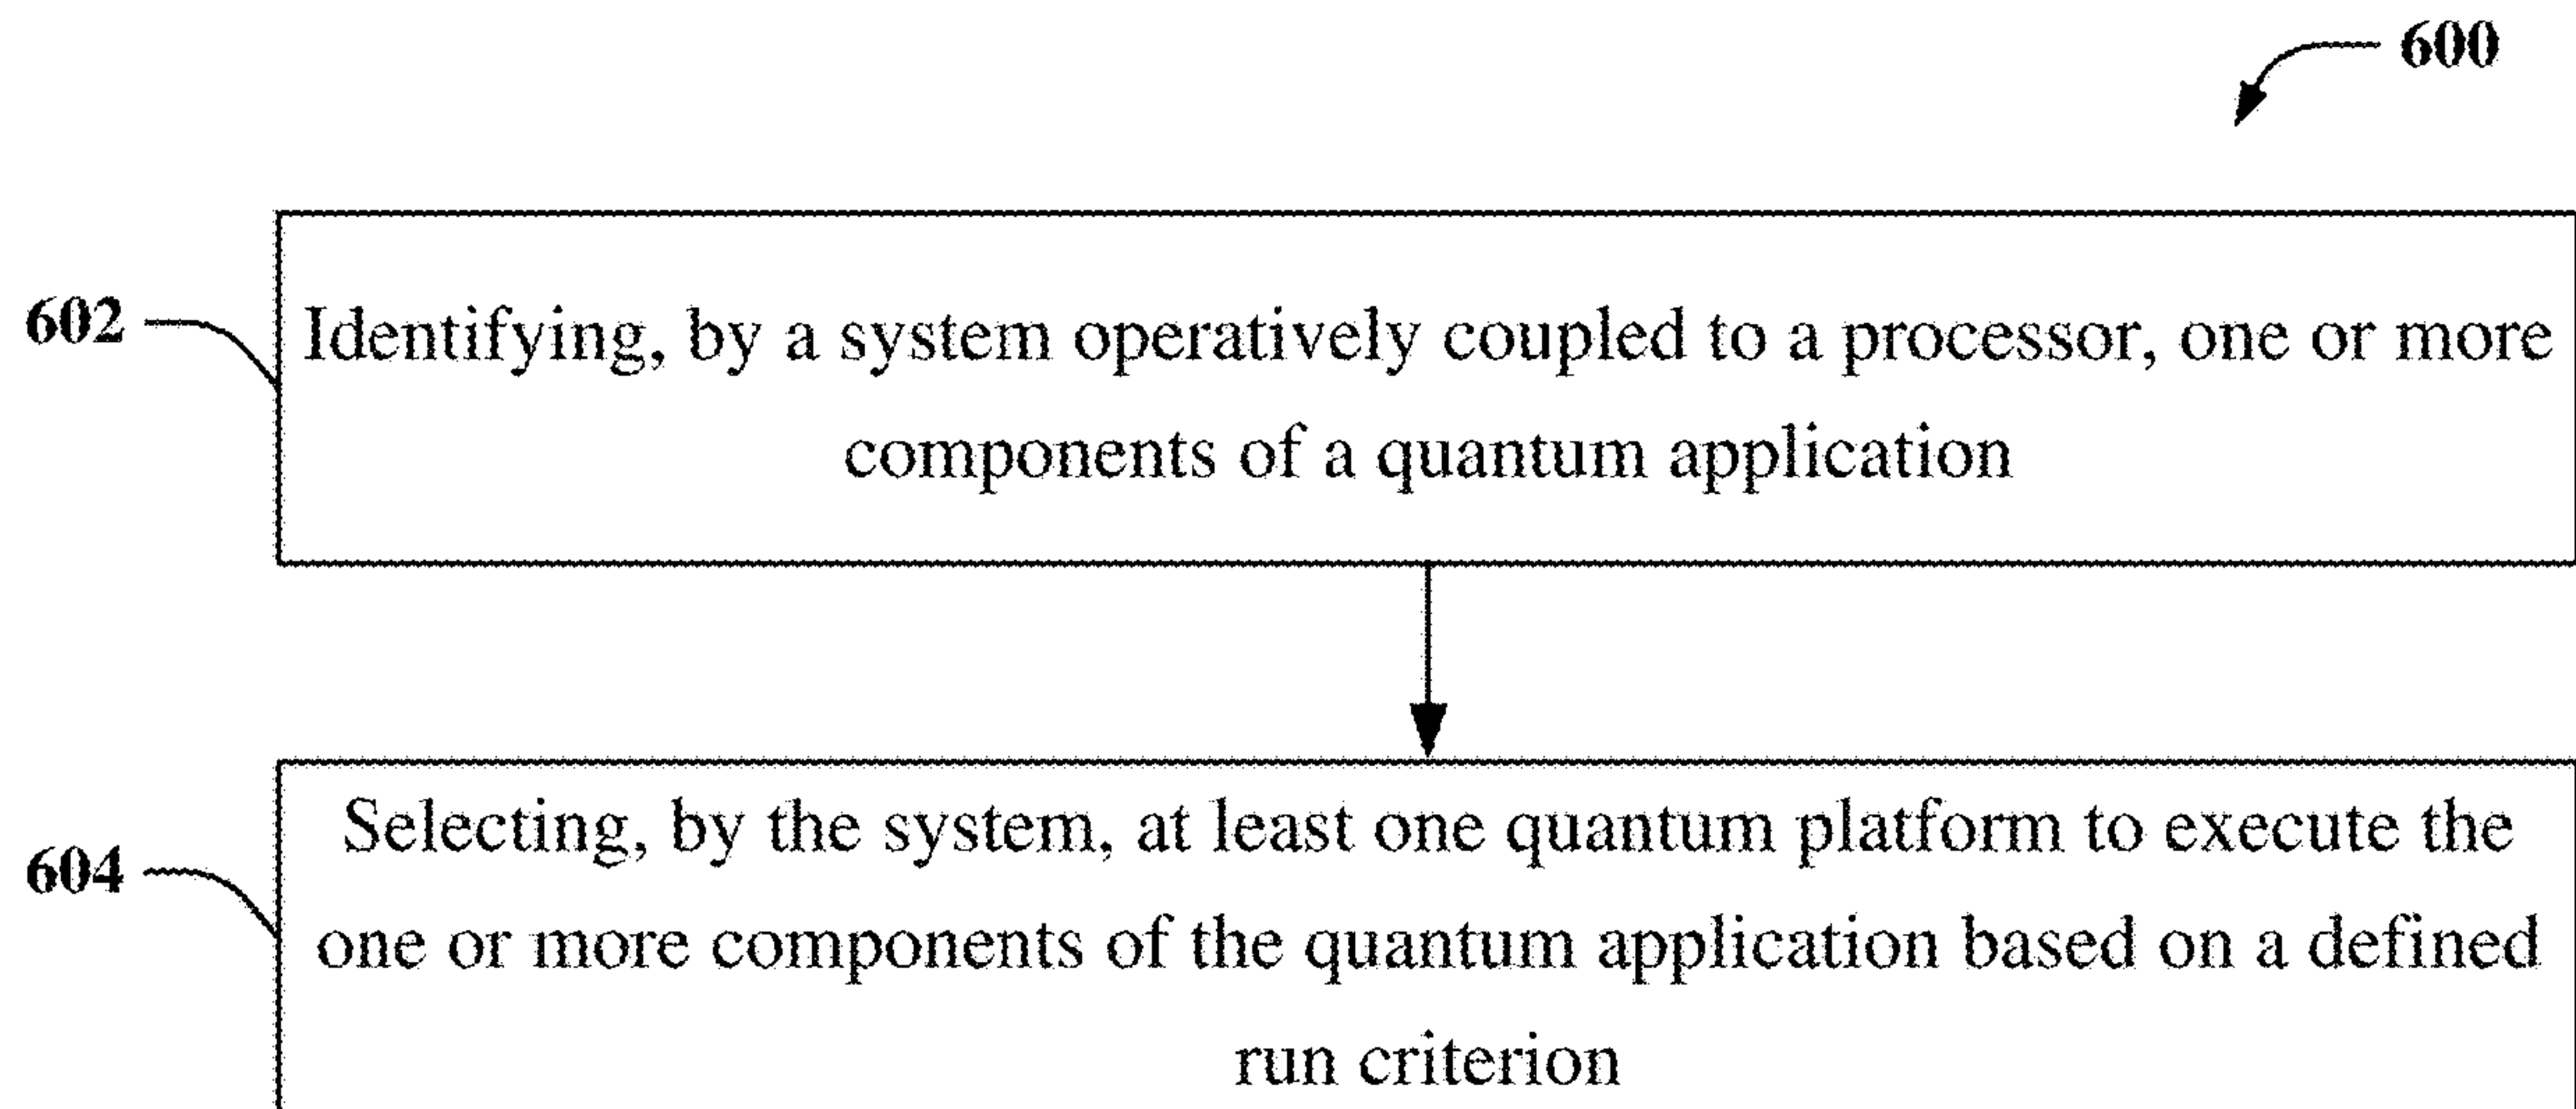 600
602
Identifying, by a system operatively coupled to a processor, one or more
components of a quantum application
604
Selecting, by the system, at least one quantum platform to execute the
one or more components of the quantum application based on a defined
run criterion